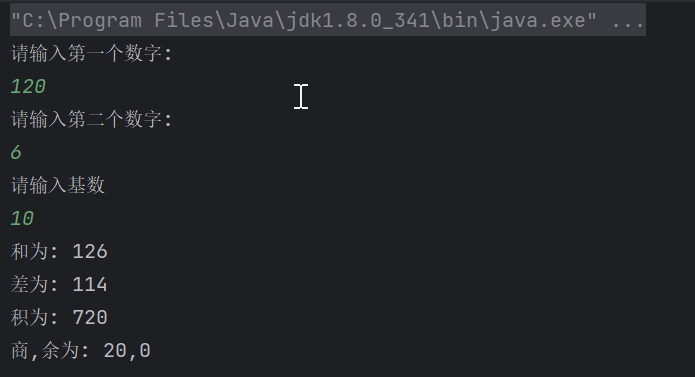 "C:\Program Files\Java\jdk1.8.0_341\bin\java.exe" ...
请输入第一个数字:
120
请输入第二个数字:
6
请输入基数
10
和为: 126
差为: 114
积为: 720
商,余为: 20,0